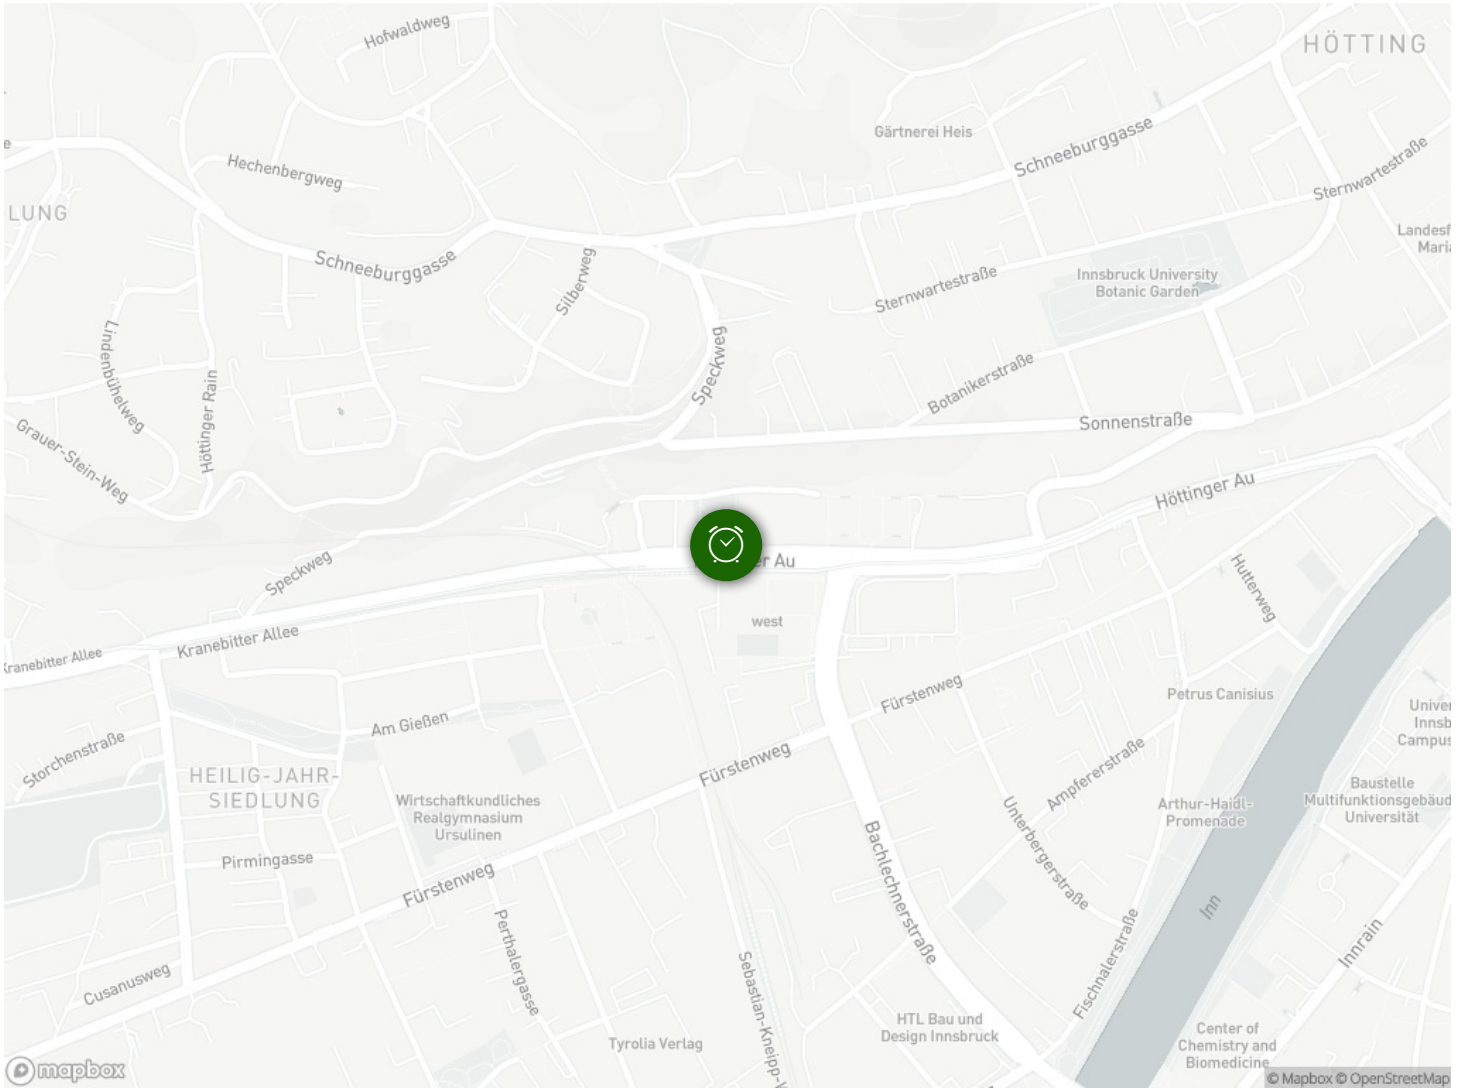 Hofwaldweg
HÖTTING
Gärtnerei Heis
Schneeburggasse
Hechenbergweg
Sternwartestraße
LUNG
Landesf
Maria
Schneeburggasse
Silberweg
Sternwartestraße
Innsbruck University
Botanic Garden
Lindenbühelweg
Höttinger Rain
Speckweg
Botanikerstraße
Sonnenstraße
Grauer-Stein-Weg
Höttinger Au
er Au
Speckweg
Hutterweg
Kranebitter Allee
Kranebitter Allee
west
Fürstenweg
Petrus Canisius
Univer
Innsb
Campus
Am Gießen
Storchenstraße
Fürstenweg
HEILIG-JAHR-
SIEDLUNG
Wirtschaftkundliches
Realgymnasium
Ursulinen
Ampfererstraße
Unterbergerstraße
Arthur-Haidl-
Promenade
Baustelle
Multifunktionsgebäud
Universität
Pirmingasse
Fürstenweg
Bachlechnerstraße
Inn
Perthalergasse
Innrain
Cusanusweg
Sebastian-Kneipp-W
Fischnalerstraße
HTL Bau und
Design Innsbruck
Tyrolia Verlag
Center of
Chemistry and
Biomedicine
mapbox
© Mapbox © OpenStreetMap